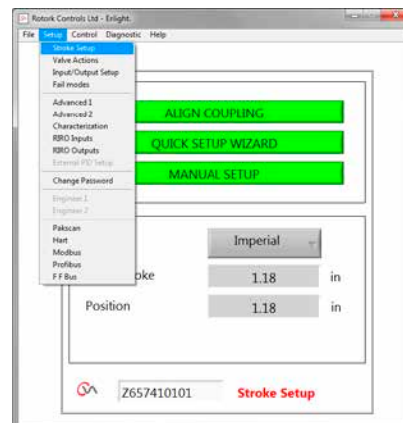 Rotork Controls Ltd - Enlight.
File Setup Control Diagnostic Help
Stroke Setup
Valve Actions
Input/Output Setup
Fail modes
Advanced 1
Advanced 2
Characterization
RIRO Inputs
RIRO Outputs
External PID Setup
Change Password
Engineer 1
Engineer 2
Pakscan
Hart
Modbus
Profibus
F F Bus
ALIGN COUPLING
QUICK SETUP WIZARD
MANUAL SETUP
Imperial
oke 1.18 in
Position 1.18 in
Z657410101 Stroke Setup